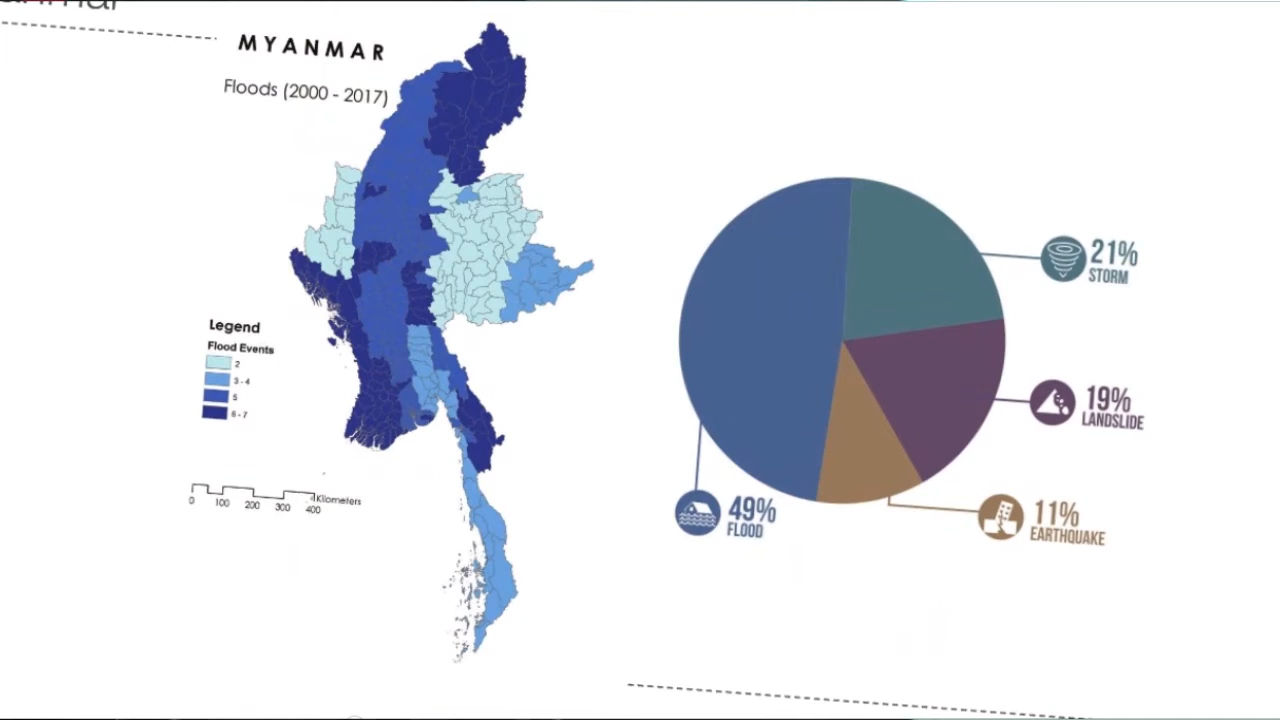 MYANMAR
Floods (2000 - 2017)
Legend
Flood Events
2
3 - 4
5
6 - 7
0 100 200 300 400 Kilometers
21%
STORM
19%
LANDSLIDE
11%
EARTHQUAKE
49%
FLOOD